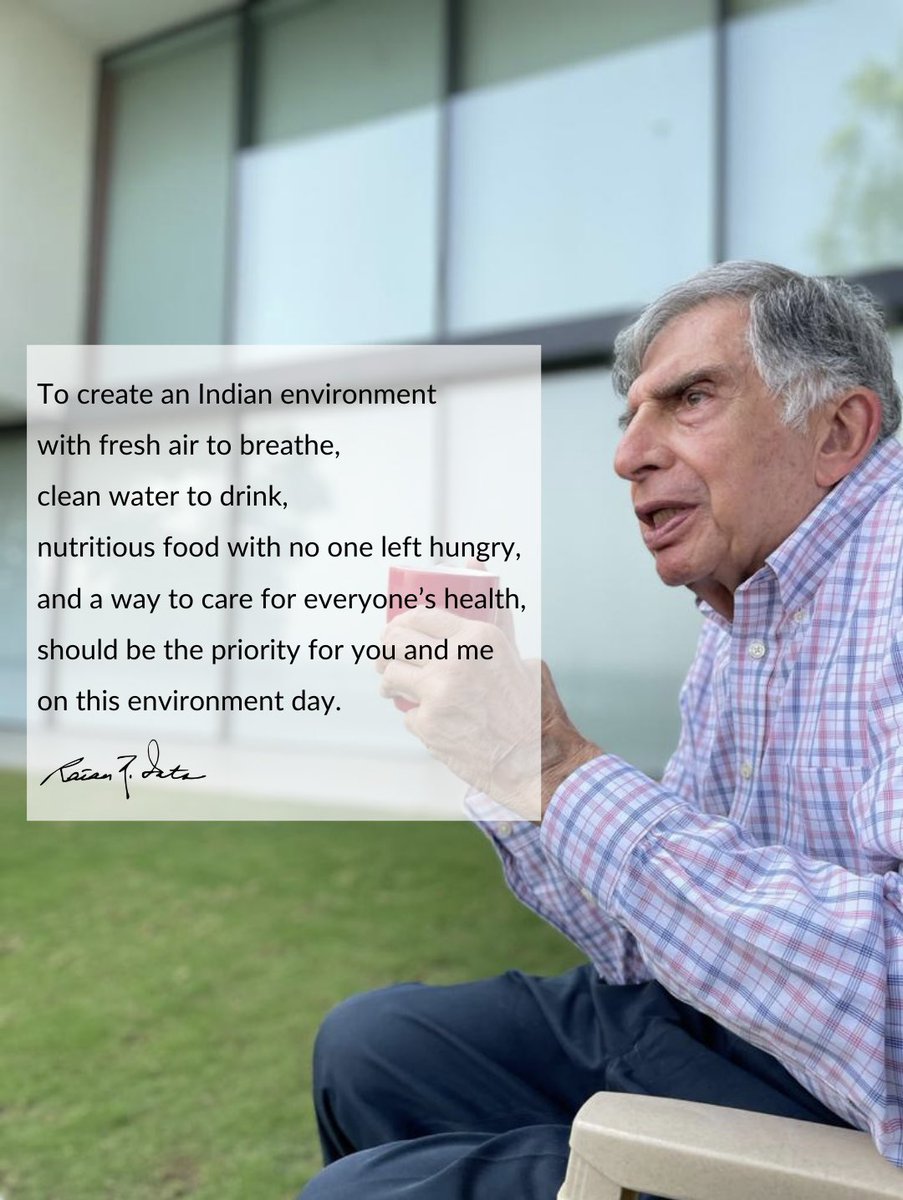 To create an Indian environment
with fresh air to breathe,
clean water to drink,
nutritious food with no one left hungry,
and a way to care for everyone’s health,
should be the priority for you and me
on this environment day.
Ratan N. Tata